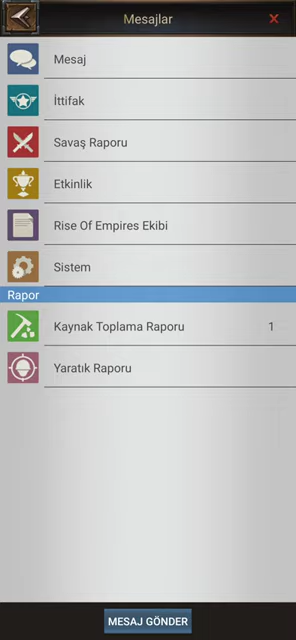 Mesajlar
Mesaj
İttifak
Savaş Raporu
Etkinlik
Rise Of Empires Ekibi
Sistem
Rapor
Kaynak Toplama Raporu 1
Yaratık Raporu
MESAJ GÖNDER